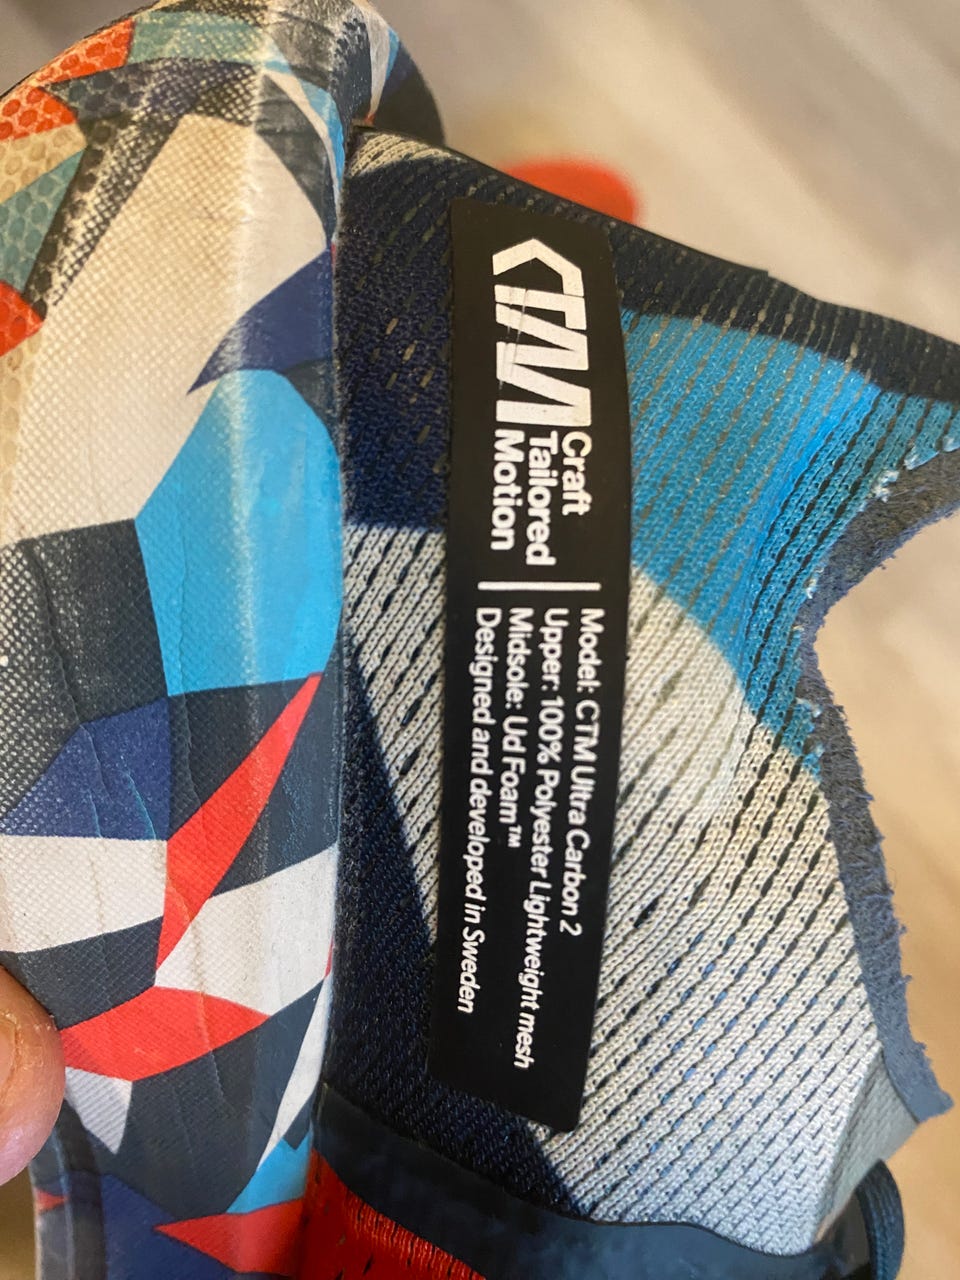 CTM
Craft
Tailored
Motion
Model: CTM Ultra Carbon 2
Upper: 100% Polyester Lightweight mesh
Midsole: Ud Foam™
Designed and developed in Sweden